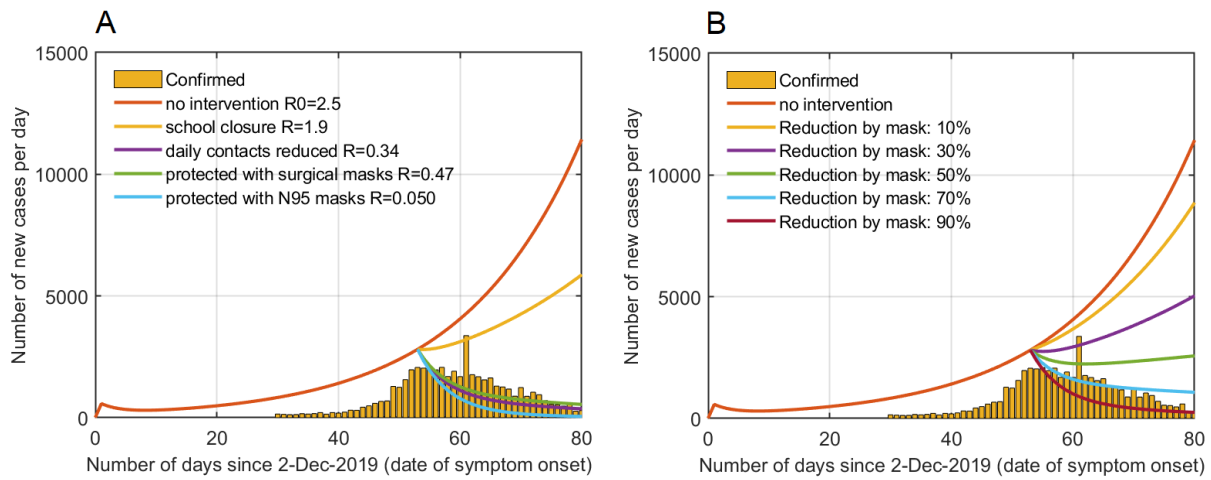 A
15000
10000
5000
0
Number of new cases per day
Confirmed
no intervention R0=2.5
school closure R=1.9
daily contacts reduced R=0.34
protected with surgical masks R=0.47
protected with N95 masks R=0.050
0 20 40 60 80
Number of days since 2-Dec-2019 (date of symptom onset)
B
15000
10000
5000
0
Number of new cases per day
Confirmed
no intervention
Reduction by mask: 10%
Reduction by mask: 30%
Reduction by mask: 50%
Reduction by mask: 70%
Reduction by mask: 90%
0 20 40 60 80
Number of days since 2-Dec-2019 (date of symptom onset)